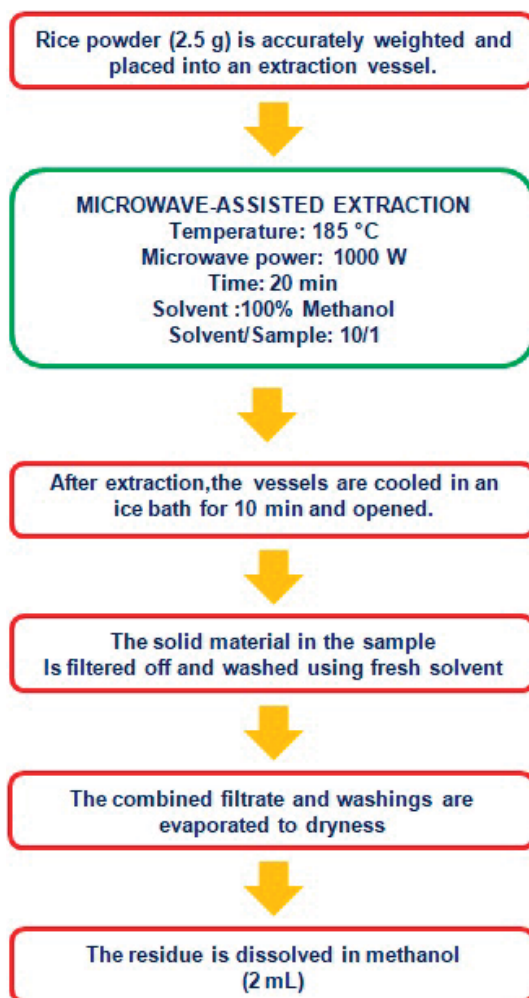 Rice powder (2.5 g) is accurately weighted and
placed into an extraction vessel.
MICROWAVE-ASSISTED EXTRACTION
Temperature: 185 °C
Microwave power: 1000 W
Time: 20 min
Solvent :100% Methanol
Solvent/Sample: 10/1
After extraction,the vessels are cooled in an
ice bath for 10 min and opened.
The solid material in the sample
Is filtered off and washed using fresh solvent
The combined filtrate and washings are
evaporated to dryness
The residue is dissolved in methanol
(2 mL)